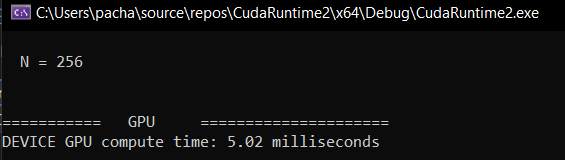 C:\Users\pacha\source\repos\CudaRuntime2\x64\Debug\CudaRuntime2.exe
N = 256
=========== GPU =====================
DEVICE GPU compute time: 5.02 milliseconds